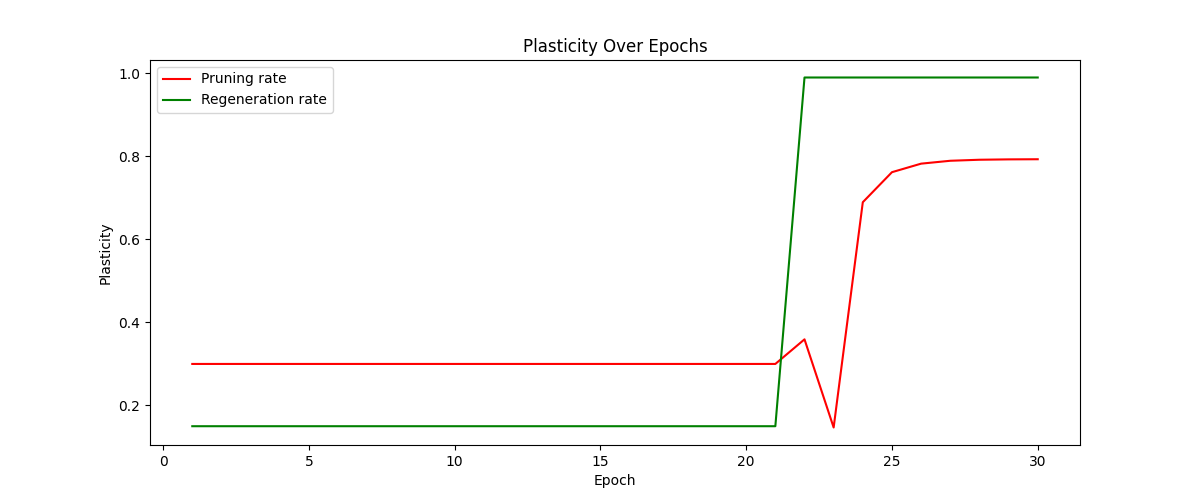 Plasticity Over Epochs
Pruning rate
Regeneration rate
Plasticity
1.0
0.8
0.6
0.4
0.2
0 5 10 15 20 25 30
Epoch